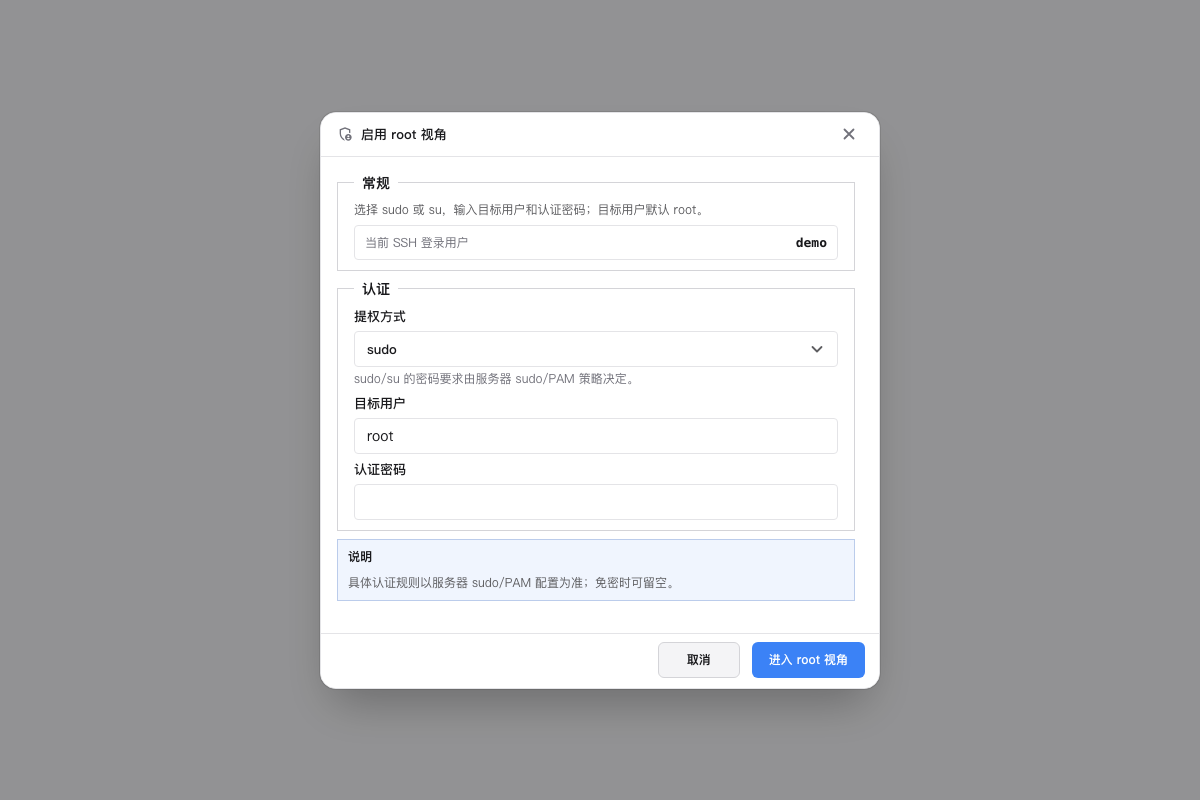 启用 root 视角
常规
选择 sudo 或 su，输入目标用户和认证密码；目标用户默认 root。
当前 SSH 登录用户 demo
认证
提权方式
sudo
sudo/su 的密码要求由服务器 sudo/PAM 策略决定。
目标用户
root
认证密码
说明
具体认证规则以服务器 sudo/PAM 配置为准；免密时可留空。
取消 进入 root 视角